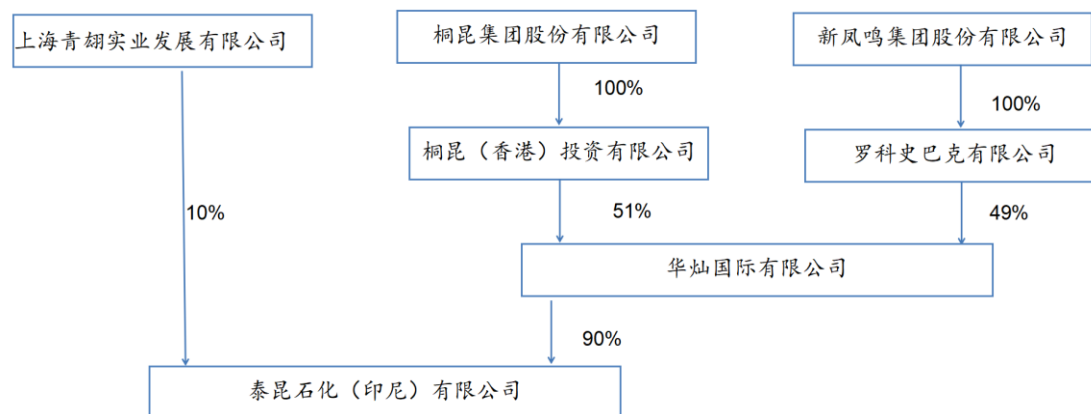 上海青翃实业发展有限公司
桐昆集团股份有限公司
新凤鸣集团股份有限公司
100%
100%
桐昆（香港）投资有限公司
罗科史巴克有限公司
10%
51%
49%
华灿国际有限公司
90%
泰昆石化（印尼）有限公司